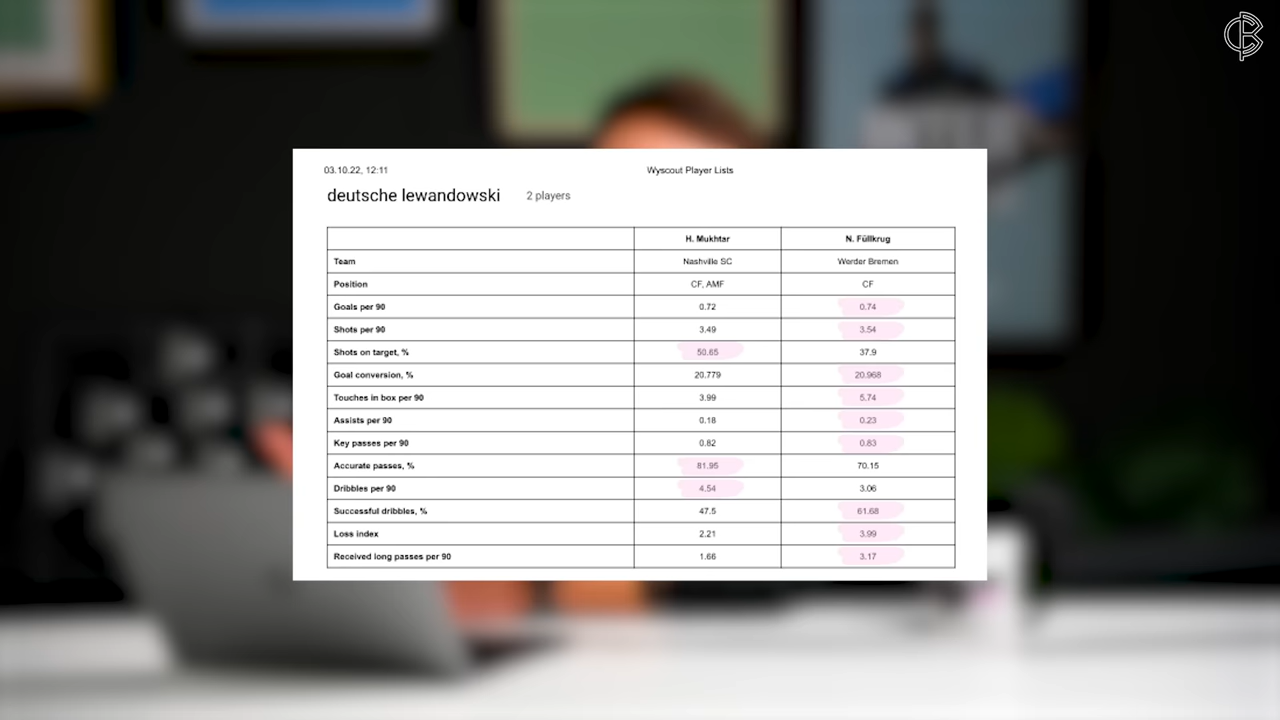 03.10.22, 12:11 Wyscout Player Lists
deutsche lewandowski 2 players
H. Mukhtar N. Füllkrug
Team Nashville SC Werder Bremen
Position CF, AMF CF
Goals per 90 0.72 0.74
Shots per 90 3.49 3.54
Shots on target, % 50.65 37.9
Goal conversion, % 20.779 20.968
Touches in box per 90 3.99 5.74
Assists per 90 0.18 0.23
Key passes per 90 0.82 0.83
Accurate passes, % 81.95 70.15
Dribbles per 90 4.54 3.06
Successful dribbles, % 47.5 61.68
Loss index 2.21 3.99
Received long passes per 90 1.66 3.17